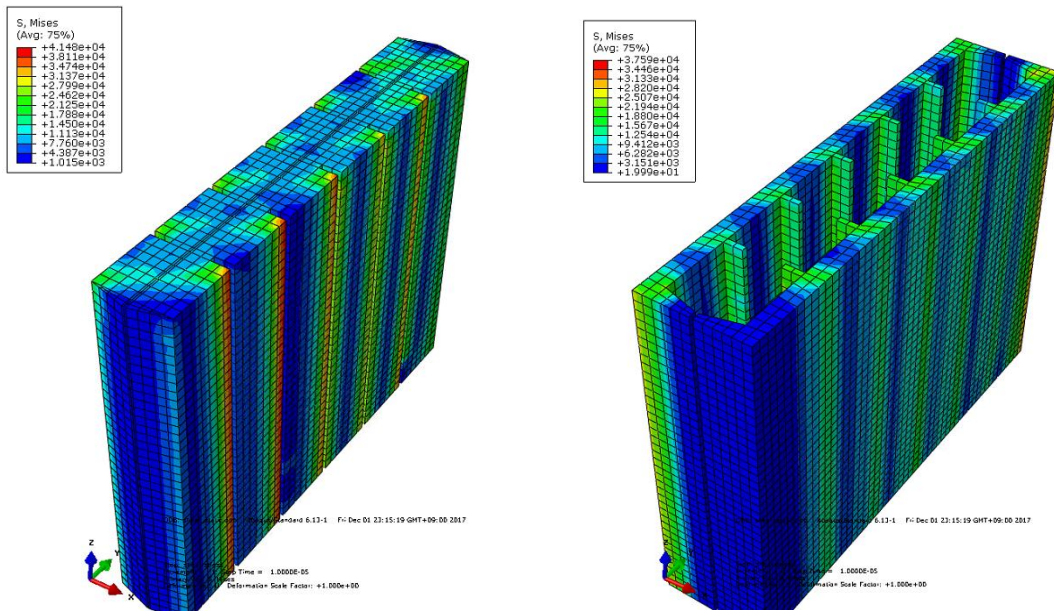 S, Mises
(Avg: 75%)
+4.148e+04
+3.811e+04
+3.474e+04
+3.137e+04
+2.799e+04
+2.462e+04
+2.125e+04
+1.788e+04
+1.450e+04
+1.113e+04
+7.760e+03
+4.387e+03
+1.015e+03
6.13-1 Fri Dec 01 23:15:19 GMT+09:00 2017
Time = 1.0000E-05
Deformation Scale Factor: +1.000e+00
Z
Y
X
S, Mises
(Avg: 75%)
+3.759e+04
+3.446e+04
+3.133e+04
+2.820e+04
+2.507e+04
+2.194e+04
+1.880e+04
+1.567e+04
+1.254e+04
+9.412e+03
+6.282e+03
+3.151e+03
+1.999e+01
6.13-1 Fri Dec 01 23:15:19 GMT+09:00 2017
Time = 1.0000E-05
Deformation Scale Factor: +1.000e+00
Z
X